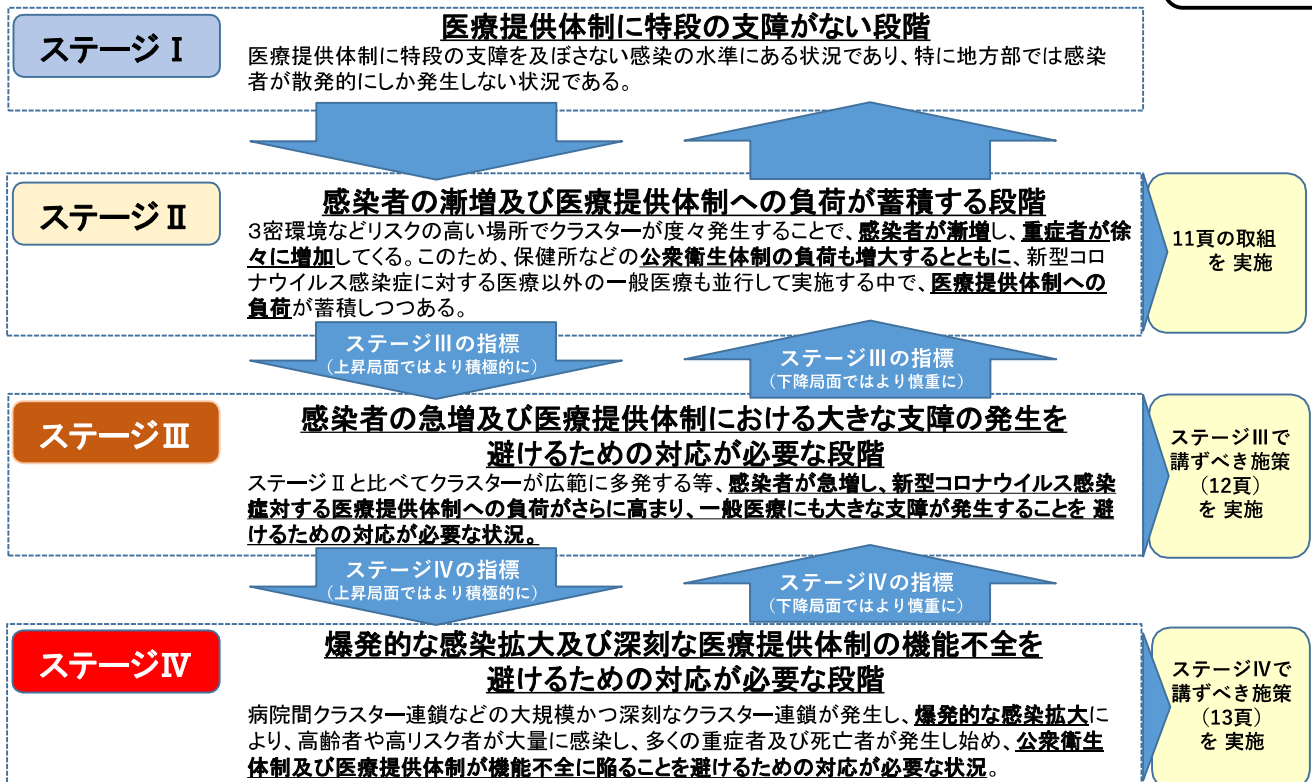 ステージⅠ
医療提供体制に特段の支障がない段階
医療提供体制に特段の支障を及ぼさない感染の水準にある状況であり、特に地方部では感染
者が散発的にしか発生しない状況である。
ステージⅡ
感染者の漸増及び医療提供体制への負荷が蓄積する段階
3密環境などリスクの高い場所でクラスターが度々発生することで、感染者が漸増し、重症者が徐
々に増加してくる。このため、保健所などの公衆衛生体制の負荷も増大するとともに、新型コロ
ナウイルス感染症に対する医療以外の一般医療も並行して実施する中で、医療提供体制への
負荷が蓄積しつつある。
11頁の取組
を 実施
ステージⅢの指標
(上昇局面ではより積極的に)
ステージⅢの指標
(下降局面ではより慎重に)
ステージⅢ
感染者の急増及び医療提供体制における大きな支障の発生を
避けるための対応が必要な段階
ステージⅡと比べてクラスターが広範に多発する等、感染者が急増し、新型コロナウイルス感染
症対する医療提供体制への負荷がさらに高まり、一般医療にも大きな支障が発生することを 避
けるための対応が必要な状況。
ステージⅢで
講ずべき施策
(12頁)
を 実施
ステージⅣの指標
(上昇局面ではより積極的に)
ステージⅣの指標
(下降局面ではより慎重に)
ステージⅣ
爆発的な感染拡大及び深刻な医療提供体制の機能不全を
避けるための対応が必要な段階
病院間クラスター連鎖などの大規模かつ深刻なクラスター連鎖が発生し、爆発的な感染拡大に
より、高齢者や高リスク者が大量に感染し、多くの重症者及び死亡者が発生し始め、公衆衛生
体制及び医療提供体制が機能不全に陥ることを避けるための対応が必要な状況。
ステージⅣで
講ずべき施策
(13頁)
を 実施